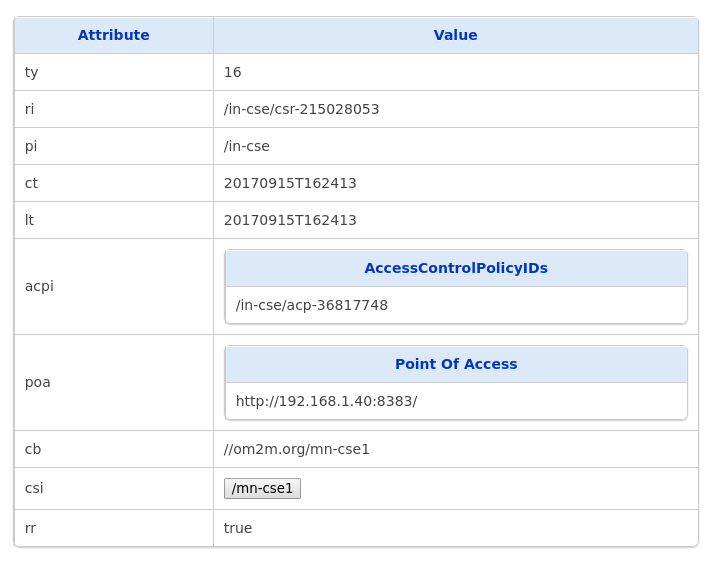 Attribute Value
ty 16
ri /in-cse/csr-215028053
pi /in-cse
ct 20170915T162413
lt 20170915T162413
acpi
AccessControlPolicyIDs
/in-cse/acp-36817748
poa
Point Of Access
http://192.168.1.40:8383/
cb //om2m.org/mn-cse1
csi /mn-cse1
rr true